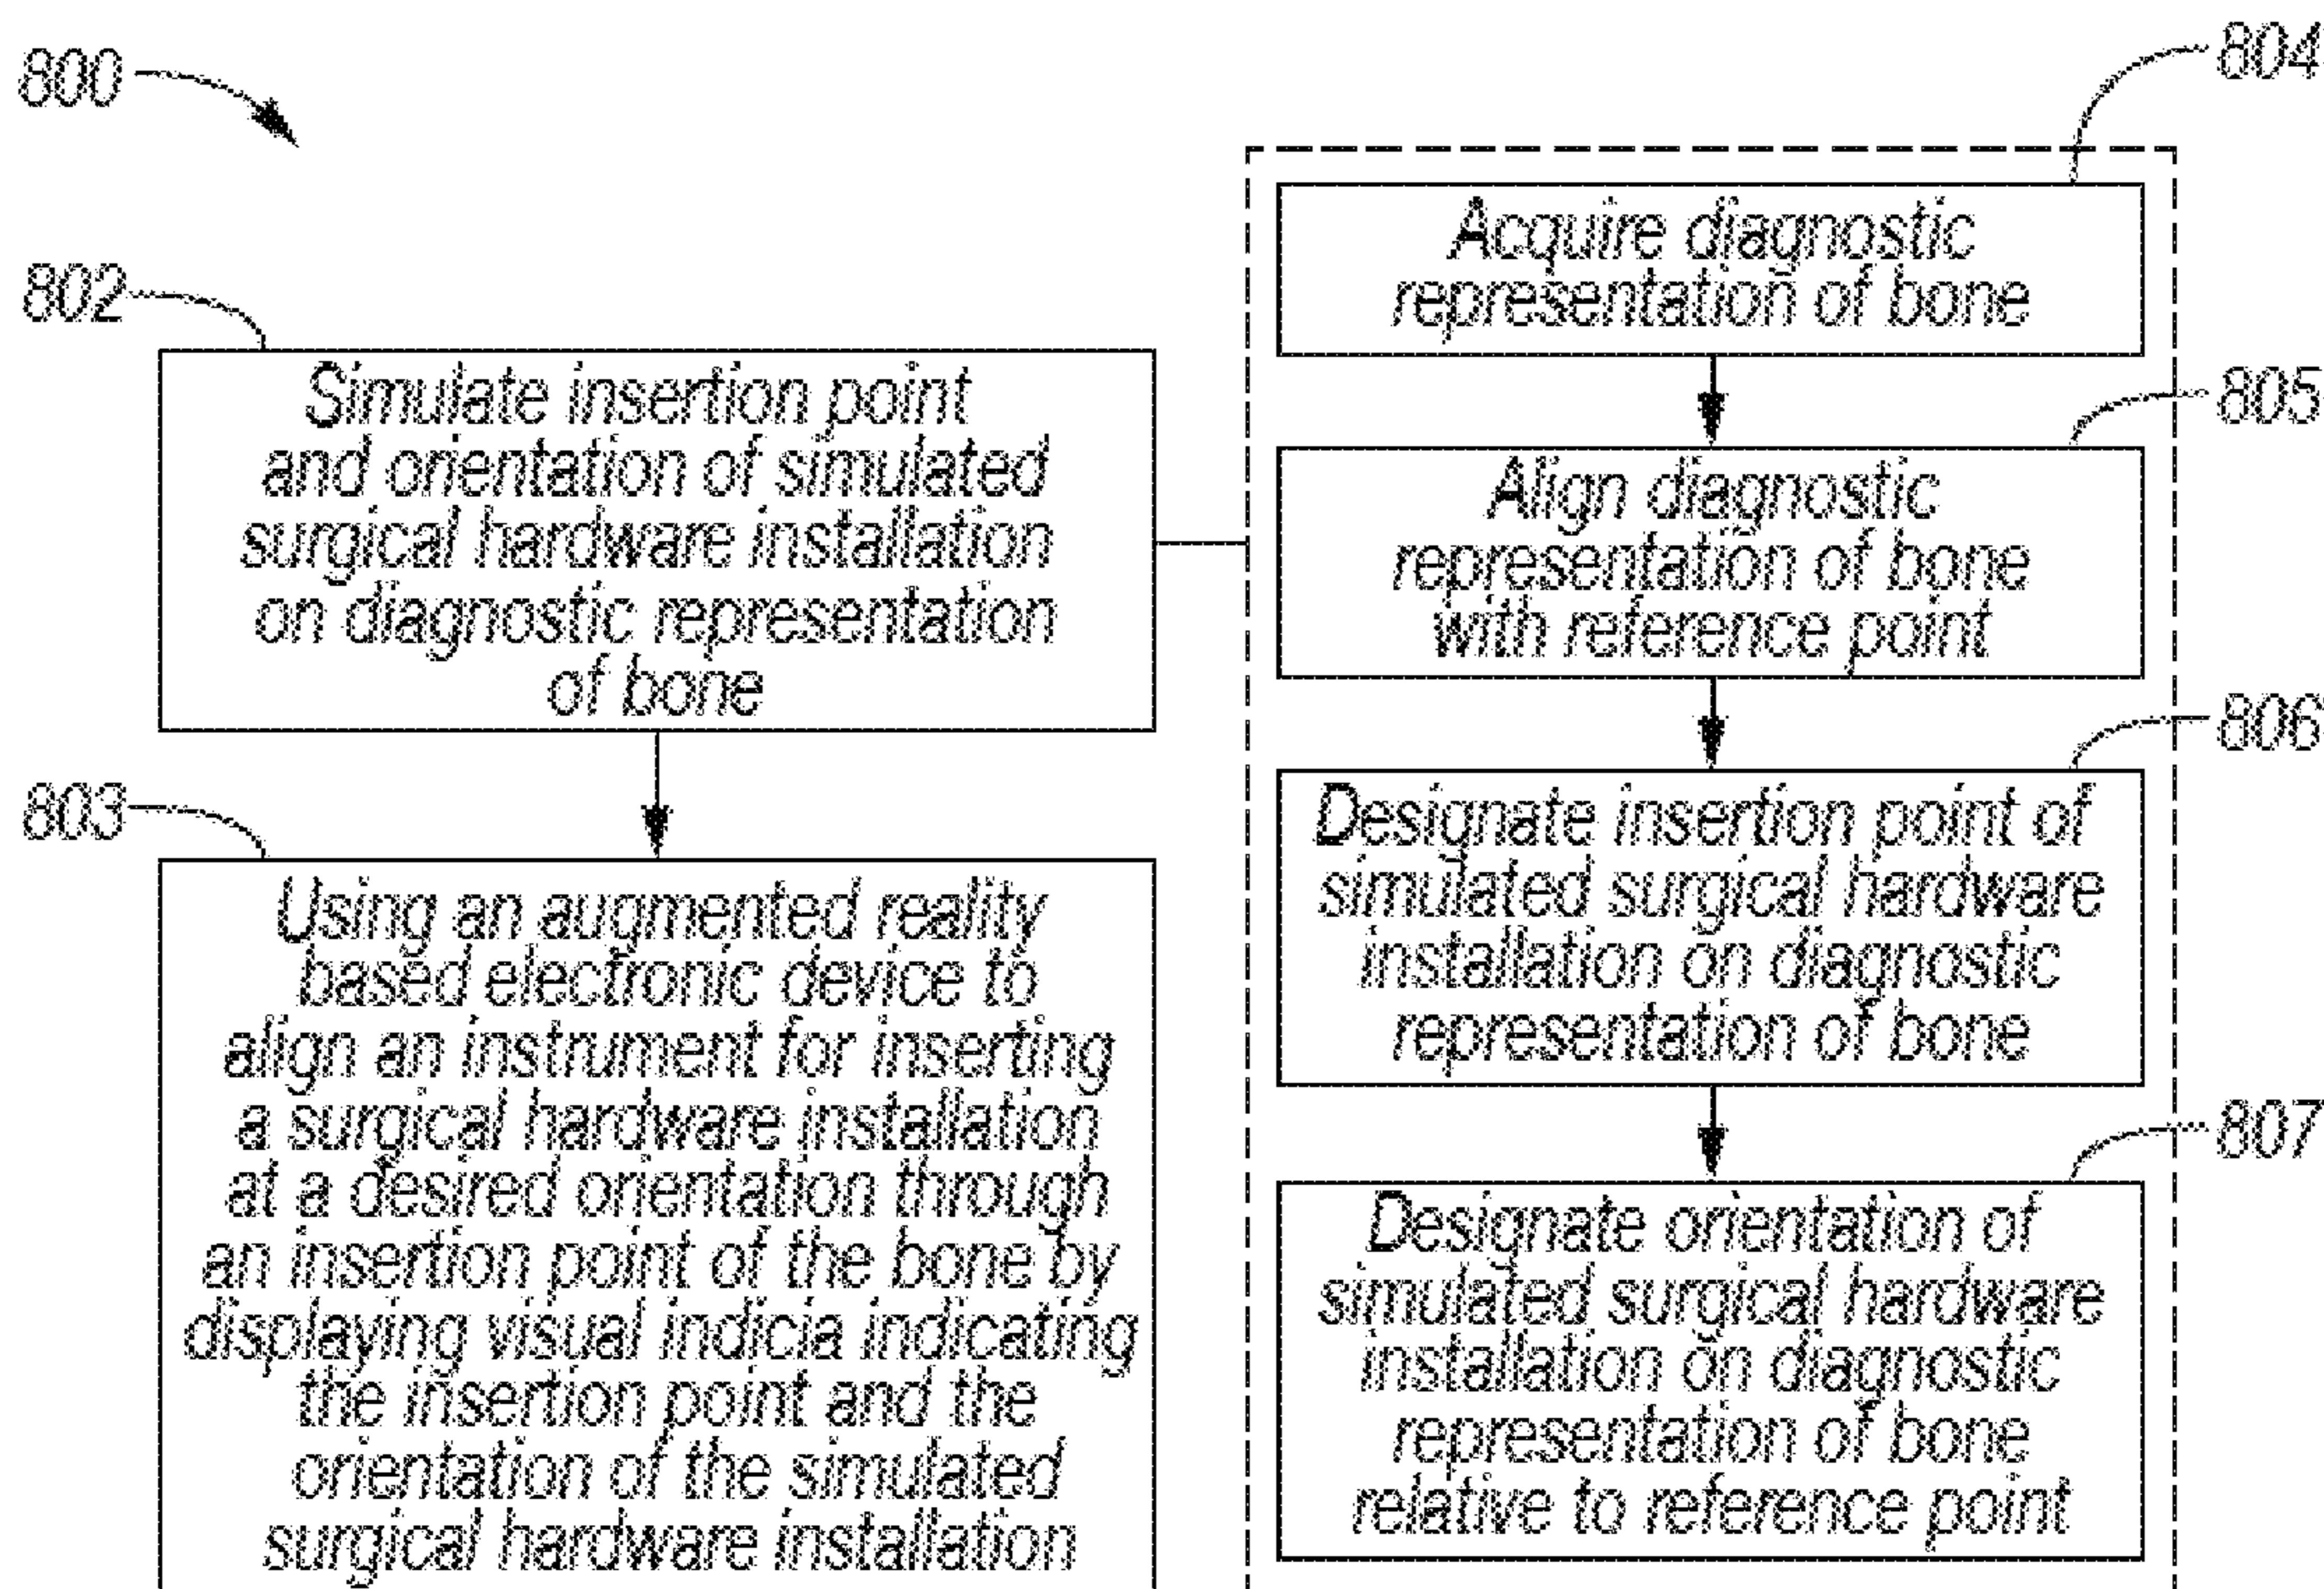 800
802
Simulate insertion point
and orientation of simulated
surgical hardware installation
on diagnostic representation
of bone
803
Using an augmented reality
based electronic device to
align an instrument for inserting
a surgical hardware installation
at a desired orientation through
an insertion point of the bone by
displaying visual indicia indicating
the insertion point and the
orientation of the simulated
surgical hardware installation
804
Acquire diagnostic
representation of bone
805
Align diagnostic
representation of bone
with reference point
806
Designate insertion point of
simulated surgical hardware
installation on diagnostic
representation of bone
807
Designate orientation of
simulated surgical hardware
installation on diagnostic
representation of bone
relative to reference point